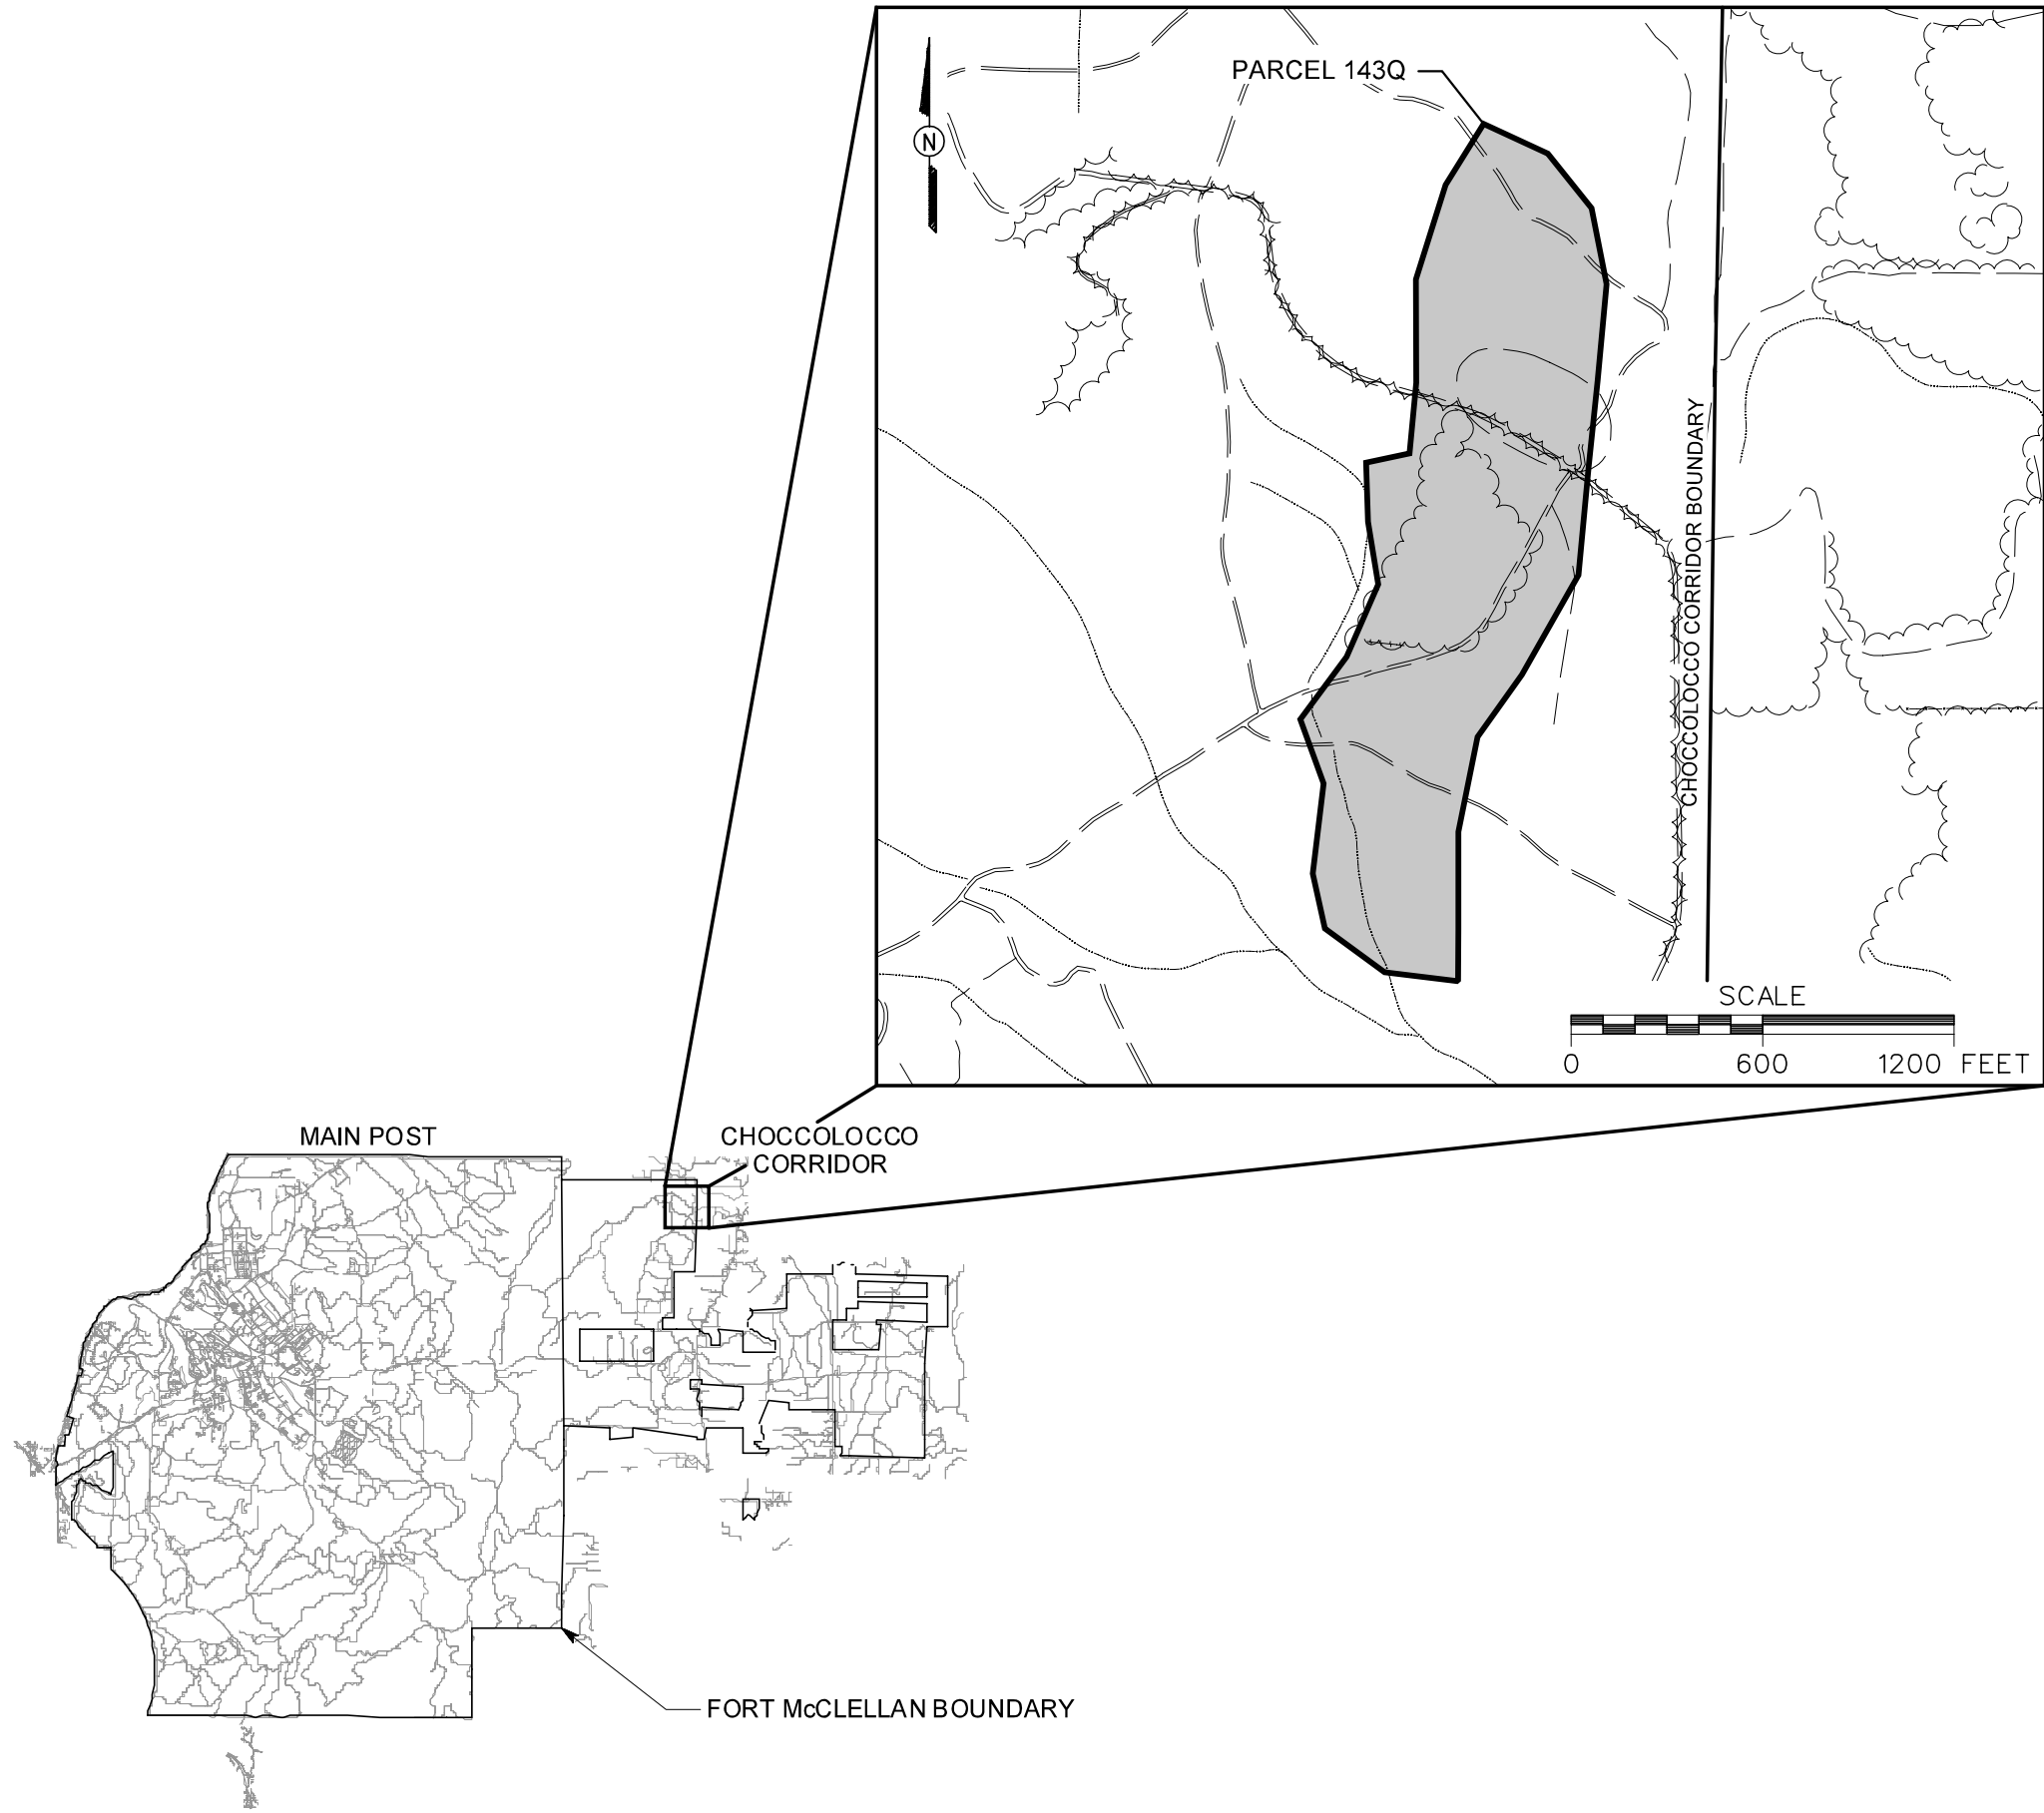 PARCEL 143Q
N
CHOCCOLOCCO CORRIDOR BOUNDARY
SCALE
0 600 1200 FEET
MAIN POST
CHOCCOLOCCO
CORRIDOR
FORT McCLELLAN BOUNDARY